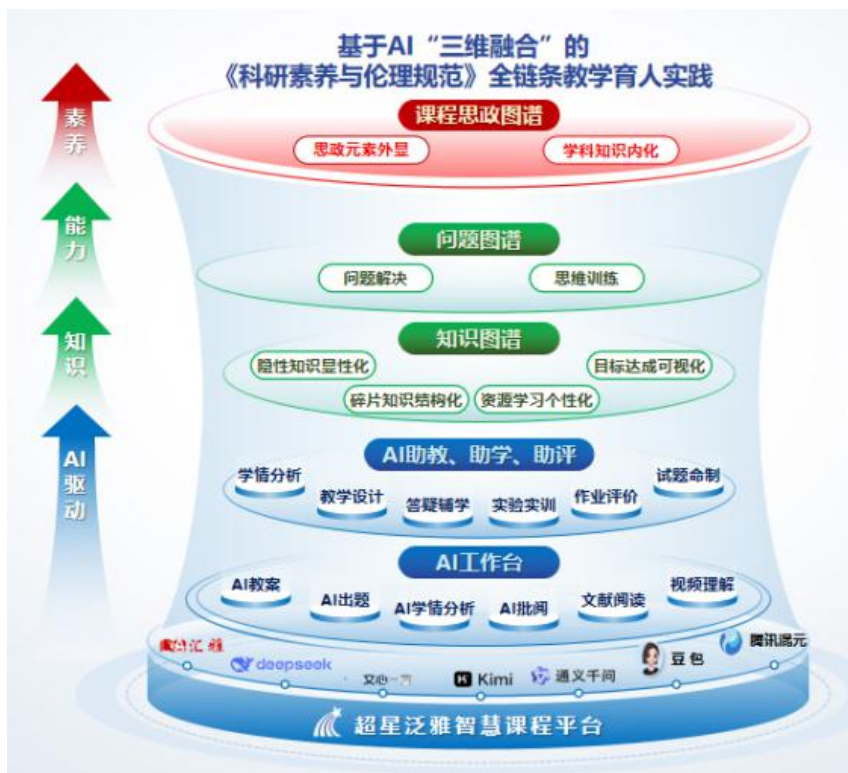 基于AI“三维融合”的
《科研素养与伦理规范》全链条教学育人实践
素养
课程思政图谱
思政元素外显
学科知识内化
能力
问题图谱
问题解决
思维训练
知识
知识图谱
隐性知识显性化
目标达成可视化
碎片知识结构化
资源学习个性化
AI驱动
AI助教、助学、助评
学情分析
教学设计
答疑辅学
实验实训
作业评价
试题命制
AI工作台
AI教案
AI出题
AI学情分析
AI批阅
文献阅读
视频理解
deepseek
Kimi
通义千问
豆包
腾讯混元
超星泛雅智慧课程平台